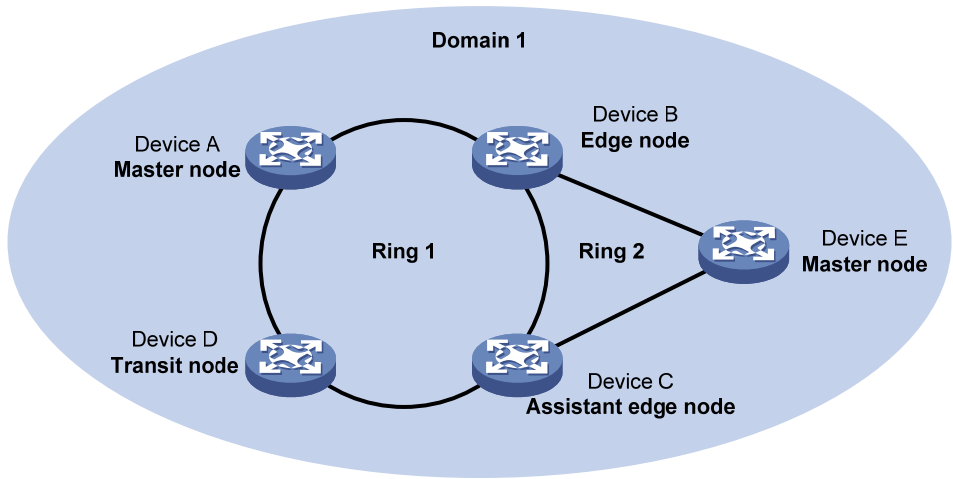 Domain 1
Device A
Master node
Device B
Edge node
Ring 1
Ring 2
Device E
Master node
Device D
Transit node
Device C
Assistant edge node